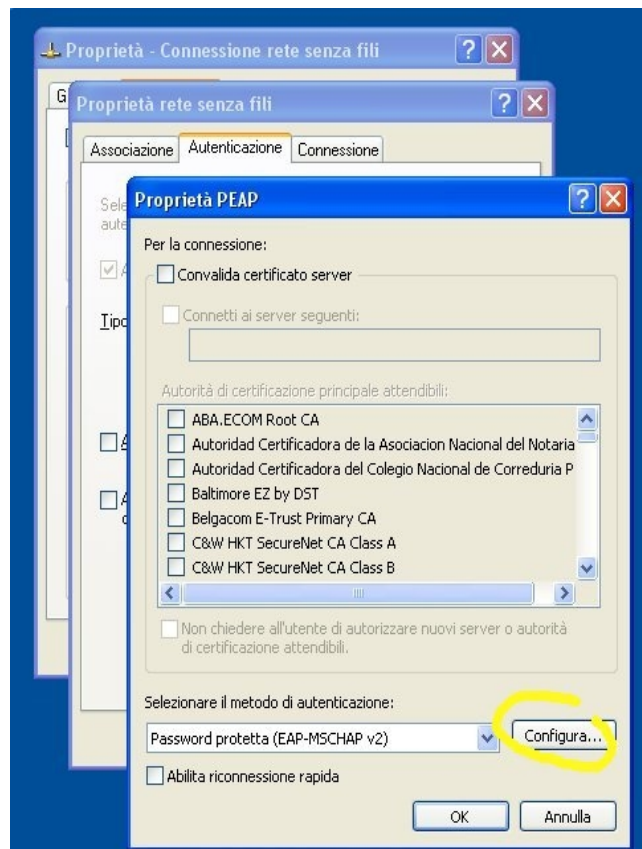 Proprietà - Connessione rete senza fili
G
Proprietà rete senza fili
Associazione Autenticazione Connessione
Proprietà PEAP
Per la connessione:
Convalida certificato server
Connetti ai server seguenti:
Autorità di certificazione principale attendibili:
ABA.ECOM Root CA
Autoridad Certificadora de la Asociacion Nacional del Notaria
Autoridad Certificadora del Colegio Nacional de Correduria P
Baltimore EZ by DST
Belgacom E-Trust Primary CA
C&W HKT SecureNet CA Class A
C&W HKT SecureNet CA Class B
Non chiedere all'utente di autorizzare nuovi server o autorità
di certificazione attendibili.
Selezionare il metodo di autenticazione:
Password protetta (EAP-MSCHAP v2) Configura...
Abilita riconnessione rapida
OK Annulla